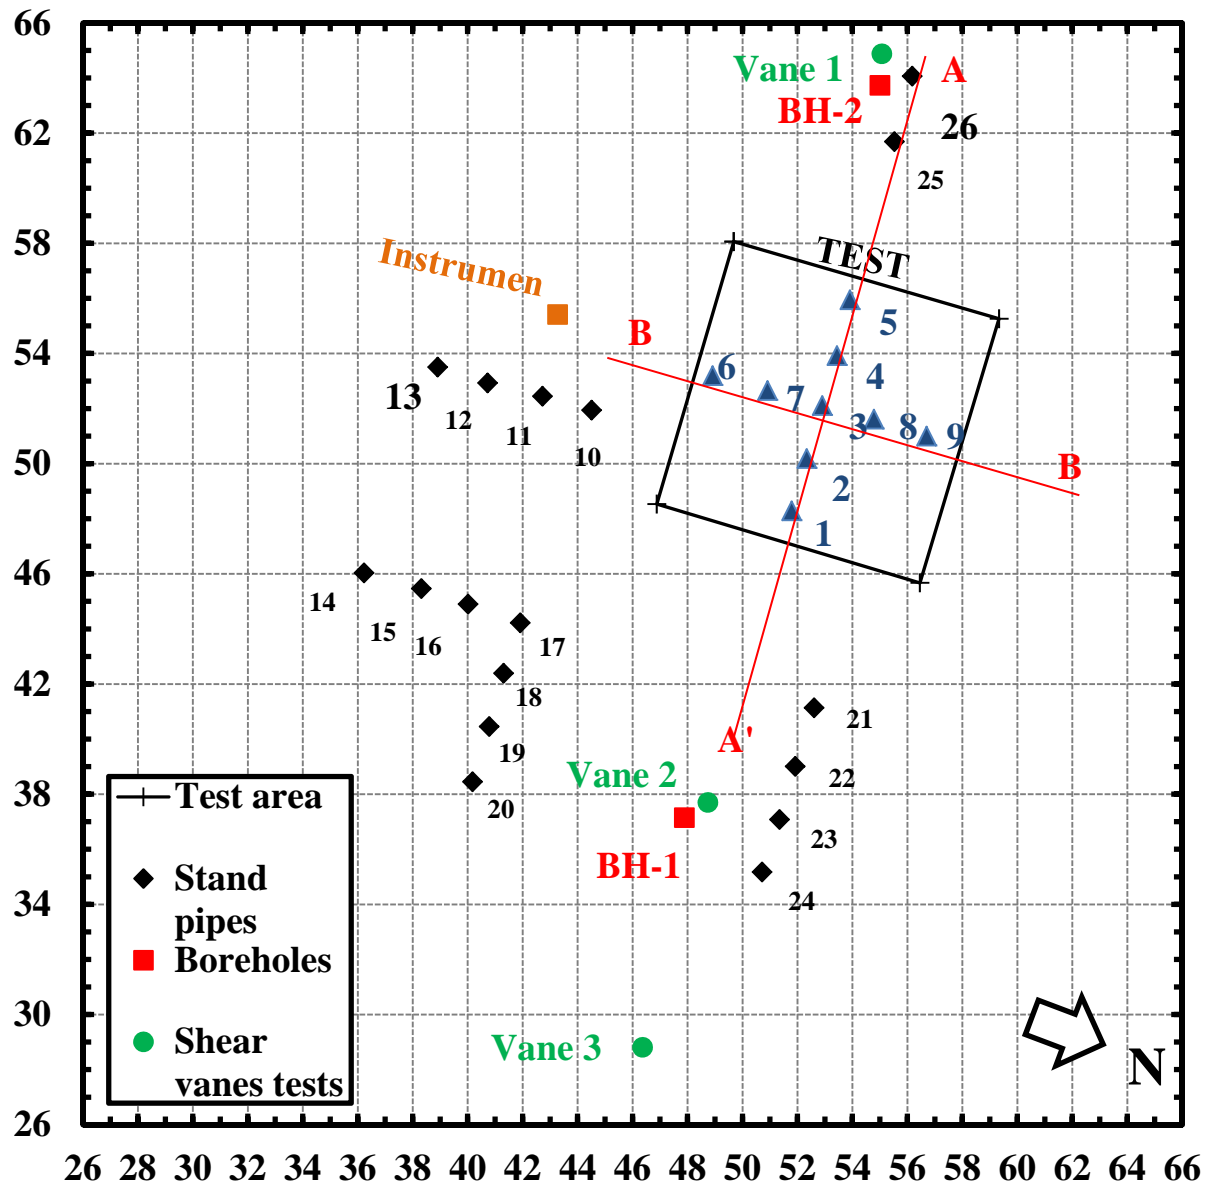 66
62
58
54
50
46
42
38
34
30
26
Vane 1
A
BH-2
26
25
TEST
Instrumen
5
B
4
6
7
13
12
11
10
3
8
9
B
2
1
14
15
16
17
18
19
20
21
A'
22
Vane 2
23
BH-1
24
Test area
Stand
pipes
Boreholes
Shear
vanes tests
Vane 3
N
26 28 30 32 34 36 38 40 42 44 46 48 50 52 54 56 58 60 62 64 66